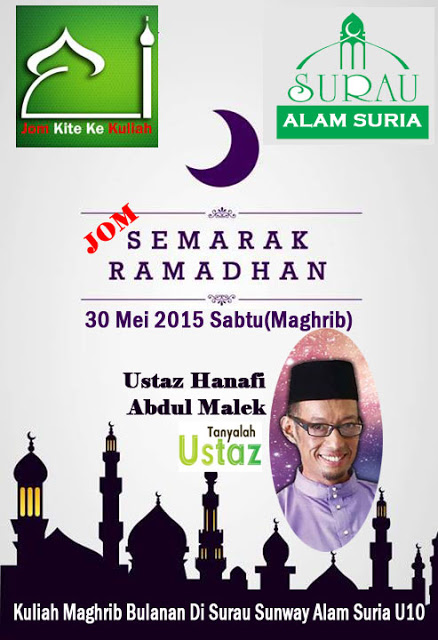 Jom Kite Ke Kuliah
SURAU
ALAM SURIA
JOM
SEMARAK
RAMADHAN
30 Mei 2015 Sabtu(Maghrib)
Ustaz Hanafi
Abdul Malek
Tanyalah
Ustaz
Kuliah Maghrib Bulanan Di Surau Sunway Alam Suria U10